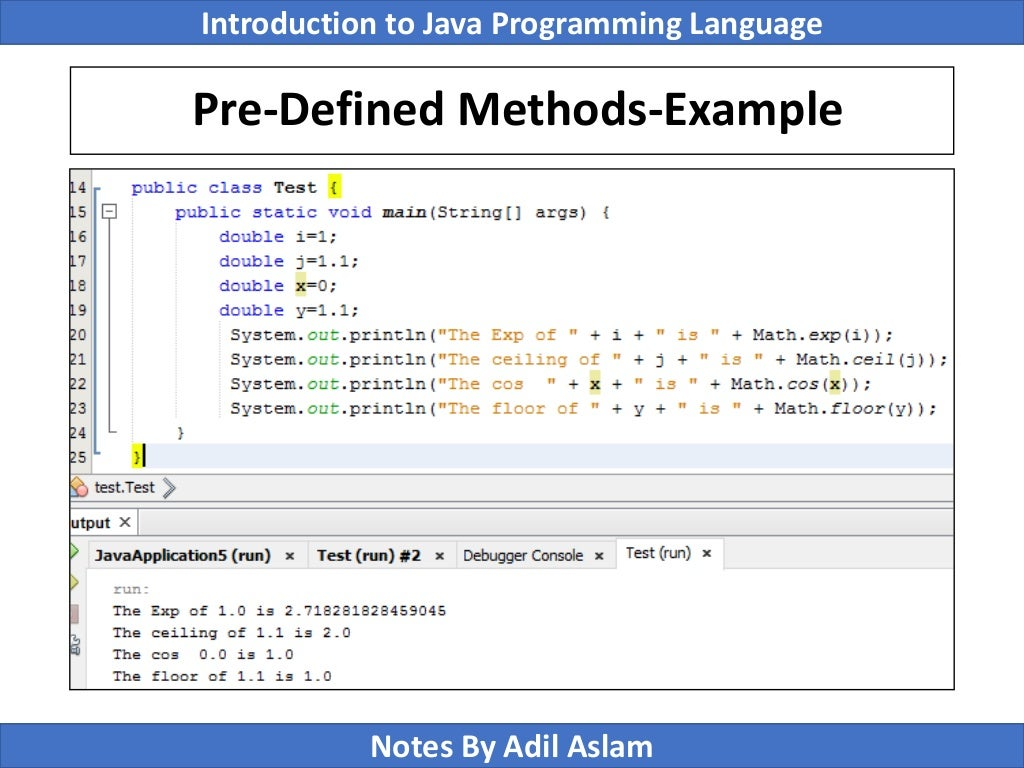 Introduction to Java Programming Language
Pre-Defined Methods-Example
14 public class Test {
15 public static void main(String[] args) {
16 double i=1;
17 double j=1.1;
18 double x=0;
19 double y=1.1;
20 System.out.println("The Exp of " + i + " is " + Math.exp(i));
21 System.out.println("The ceiling of " + j + " is " + Math.ceil(j));
22 System.out.println("The cos  " + x + " is " + Math.cos(x));
23 System.out.println("The floor of " + y + " is " + Math.floor(y));
24 }
25 }
test.Test
utput
JavaApplication5 (run) Test (run) #2 Debugger Console Test (run)
run:
The Exp of 1.0 is 2.718281828459045
The ceiling of 1.1 is 2.0
The cos  0.0 is 1.0
The floor of 1.1 is 1.0
Notes By Adil Aslam